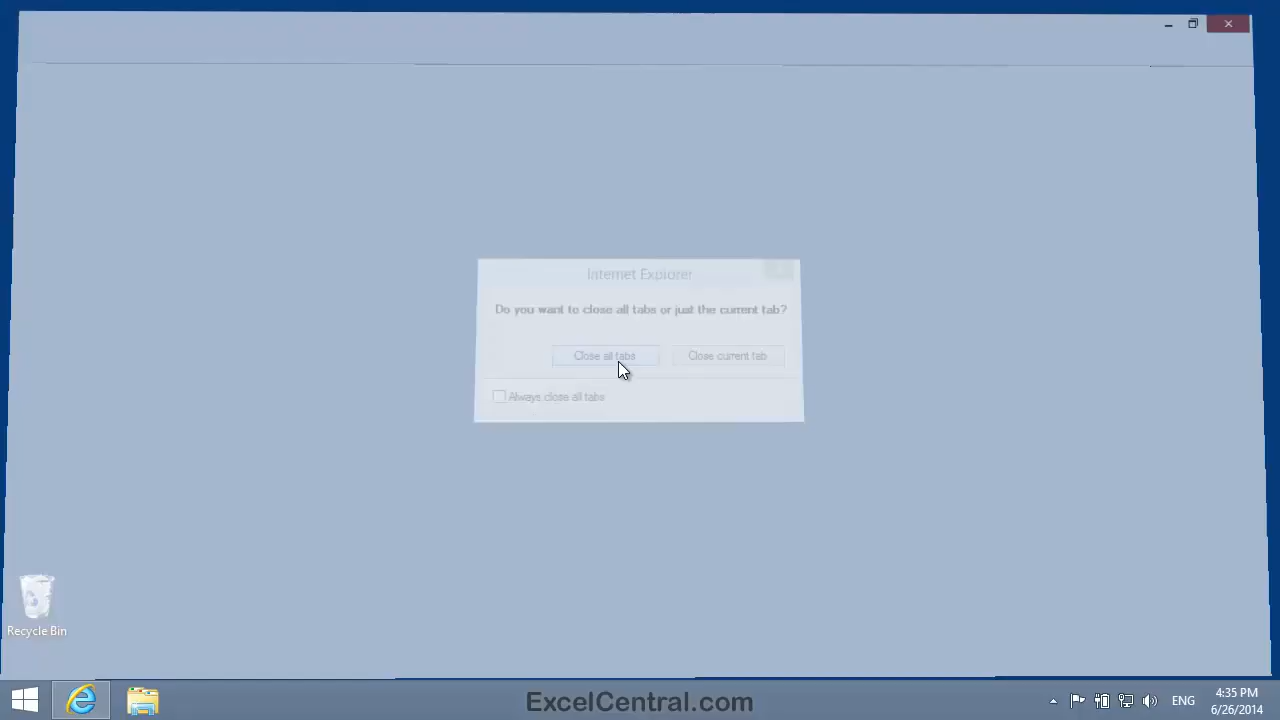 Internet Explorer
Do you want to close all tabs or just the current tab?
Close all tabs
Close current tab
Always close all tabs
Recycle Bin
ExcelCentral.com
ENG
4:35 PM
6/26/2014